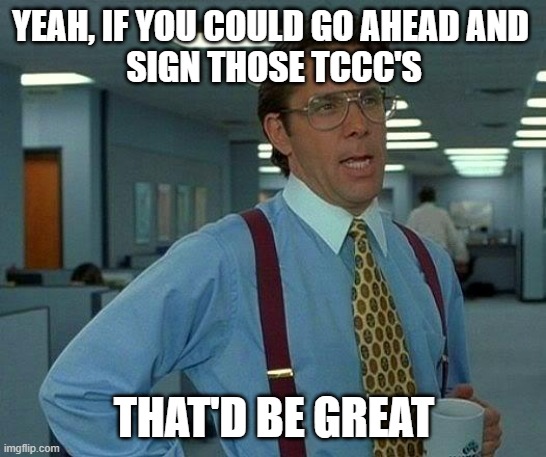 YEAH, IF YOU COULD GO AHEAD AND
SIGN THOSE TCCC'S
THAT'D BE GREAT
imgflip.com